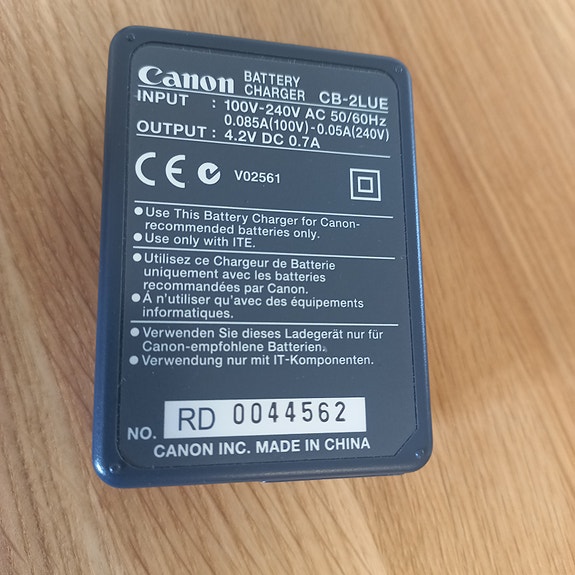 Canon BATTERY CHARGER CB-2LUE
INPUT : 100V-240V AC 50/60Hz
0.085A(100V)-0.05A(240V)
OUTPUT : 4.2V DC 0.7A
CE V02561
●Use This Battery Charger for Canon-
recommended batteries only.
●Use only with ITE.
●Utilisez ce Chargeur de Batterie
uniquement avec les batteries
recommandées par Canon.
●À n'utiliser qu'avec des équipements
informatiques.
●Verwenden Sie dieses Ladegerät nur für
Canon-empfohlene Batterien.
●Verwendung nur mit IT-Komponenten.
NO. RD 0044562
CANON INC. MADE IN CHINA